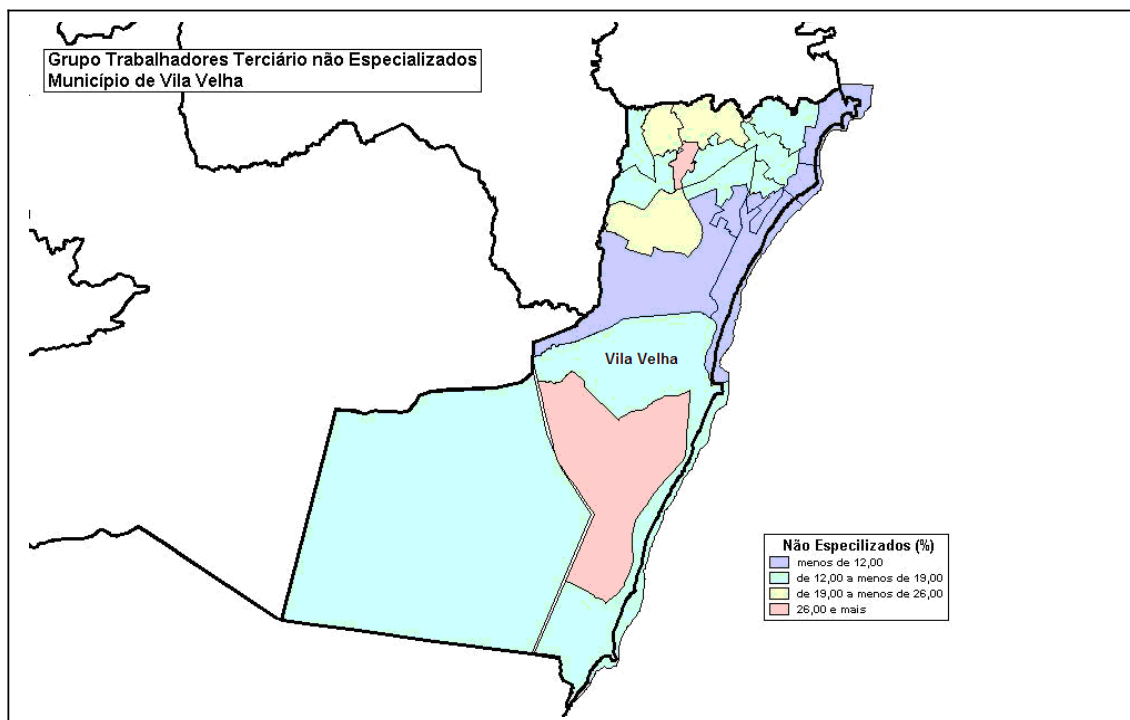 Grupo Trabalhadores Terciário não Especializados
Município de Vila Velha
Vila Velha
Não Especilizados (%)
menos de 12,00
de 12,00 a menos de 19,00
de 19,00 a menos de 26,00
26,00 e mais